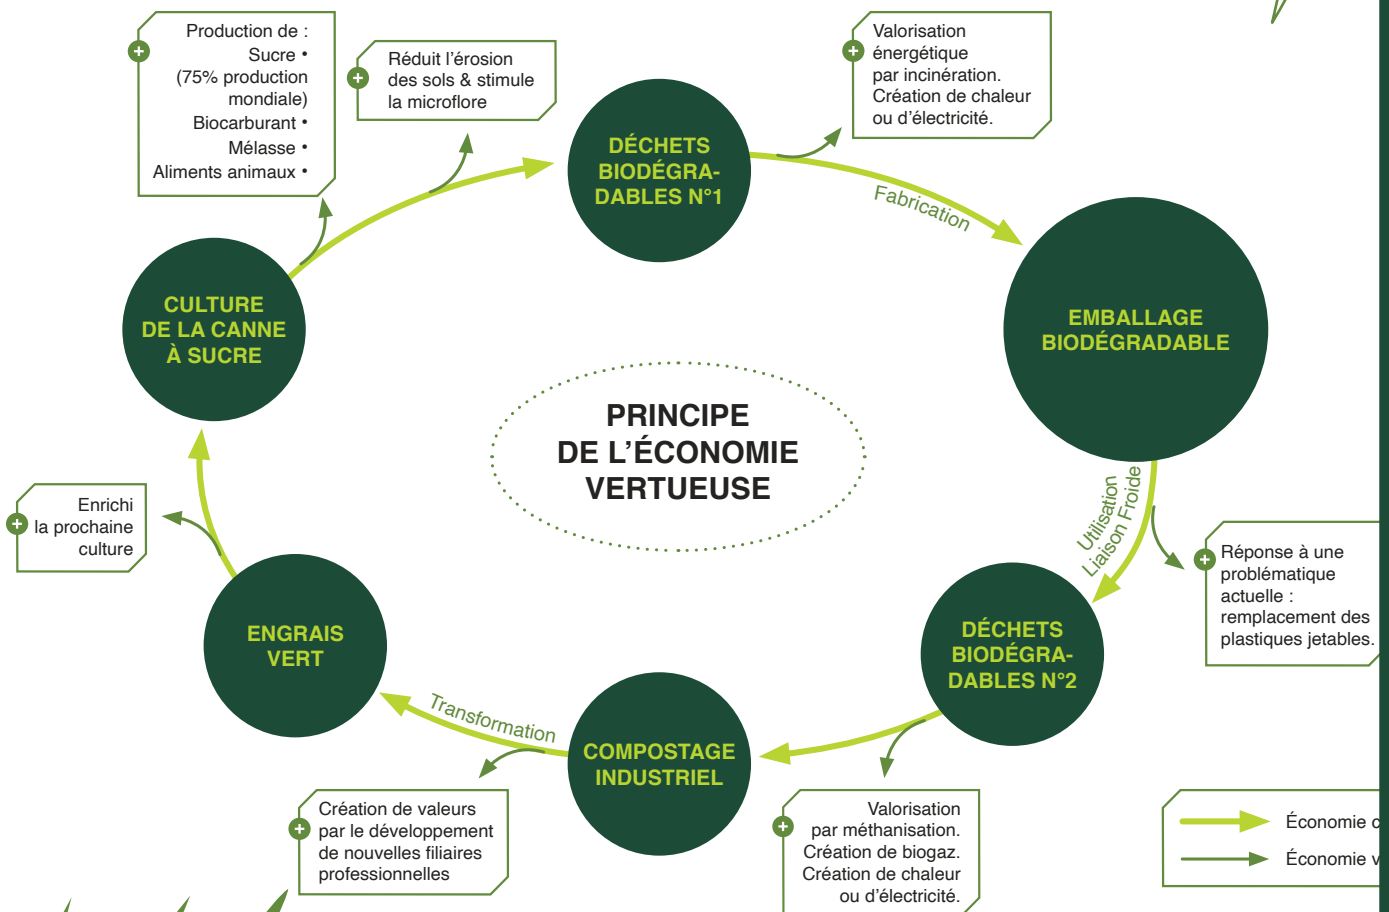 Production de :
Sucre •
(75% production
mondiale)
Biocarburant •
Mélasse •
Aliments animaux •
Réduit l’érosion
des sols & stimule
la microflore
DÉCHETS
BIODÉGRA-
DABLES N°1
Valorisation
énergétique
par incinération.
Création de chaleur
ou d’électricité.
Fabrication
EMBALLAGE
BIODÉGRADABLE
CULTURE
DE LA CANNE
À SUCRE
PRINCIPE
DE L’ÉCONOMIE
VERTUEUSE
Utilisation
Liaison Froide
Réponse à une
problématique
actuelle :
remplacement des
plastiques jetables.
Enrichi
la prochaine
culture
ENGRAIS
VERT
DÉCHETS
BIODÉGRA-
DABLES N°2
Transformation
COMPOSTAGE
INDUSTRIEL
Création de valeurs
par le développement
de nouvelles filiaires
professionnelles
Valorisation
par méthanisation.
Création de biogaz.
Création de chaleur
ou d’électricité.
Économie
Économie